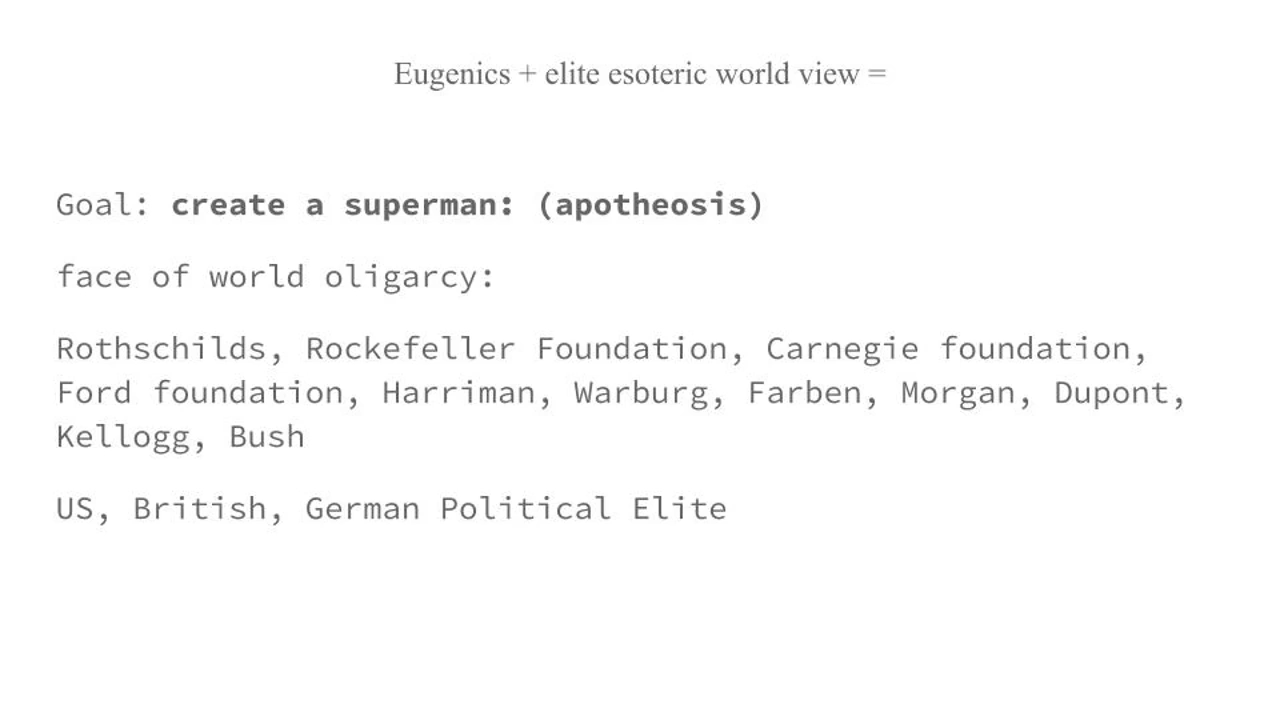 Eugenics + elite esoteric world view =
Goal: create a superman: (apotheosis)
face of world oligarcy:
Rothschilds, Rockefeller Foundation, Carnegie foundation,
Ford foundation, Harriman, Warburg, Farben, Morgan, Dupont,
Kellogg, Bush
US, British, German Political Elite